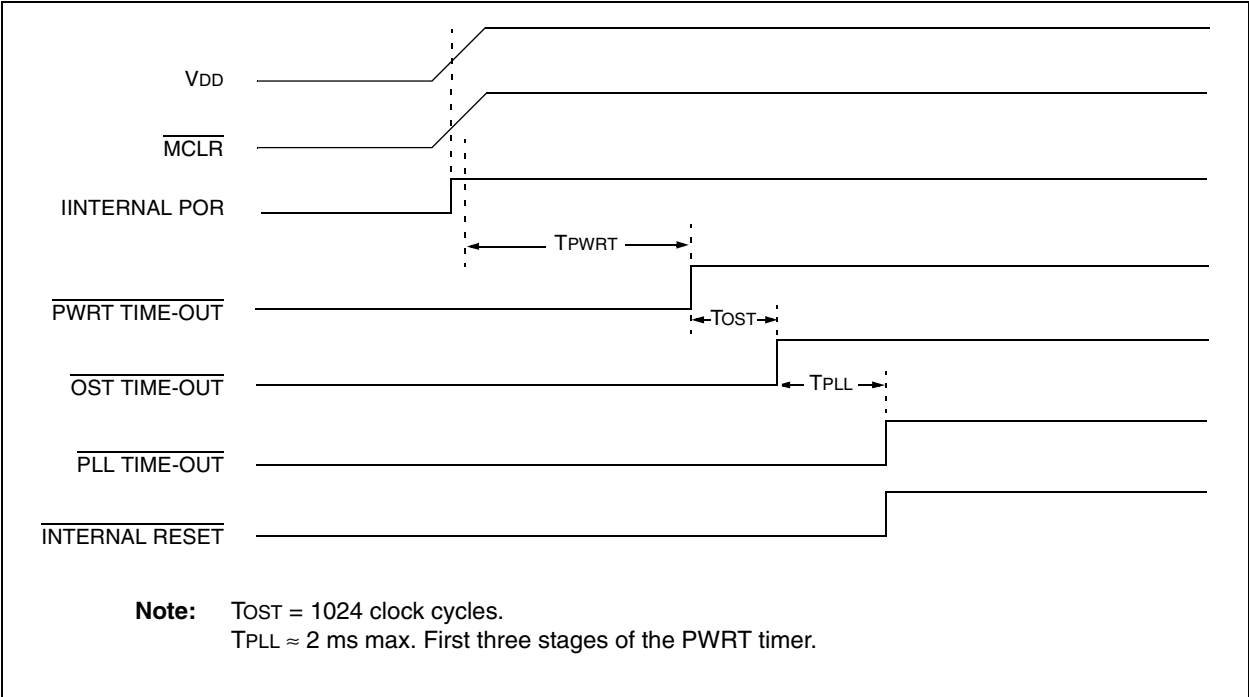 VDD
MCLR
IINTERNAL POR
TPWRT
PWRT TIME-OUT
TOST
OST TIME-OUT
TPLL
PLL TIME-OUT
INTERNAL RESET
Note: TOST = 1024 clock cycles.
TPLL ≈ 2 ms max. First three stages of the PWRT timer.